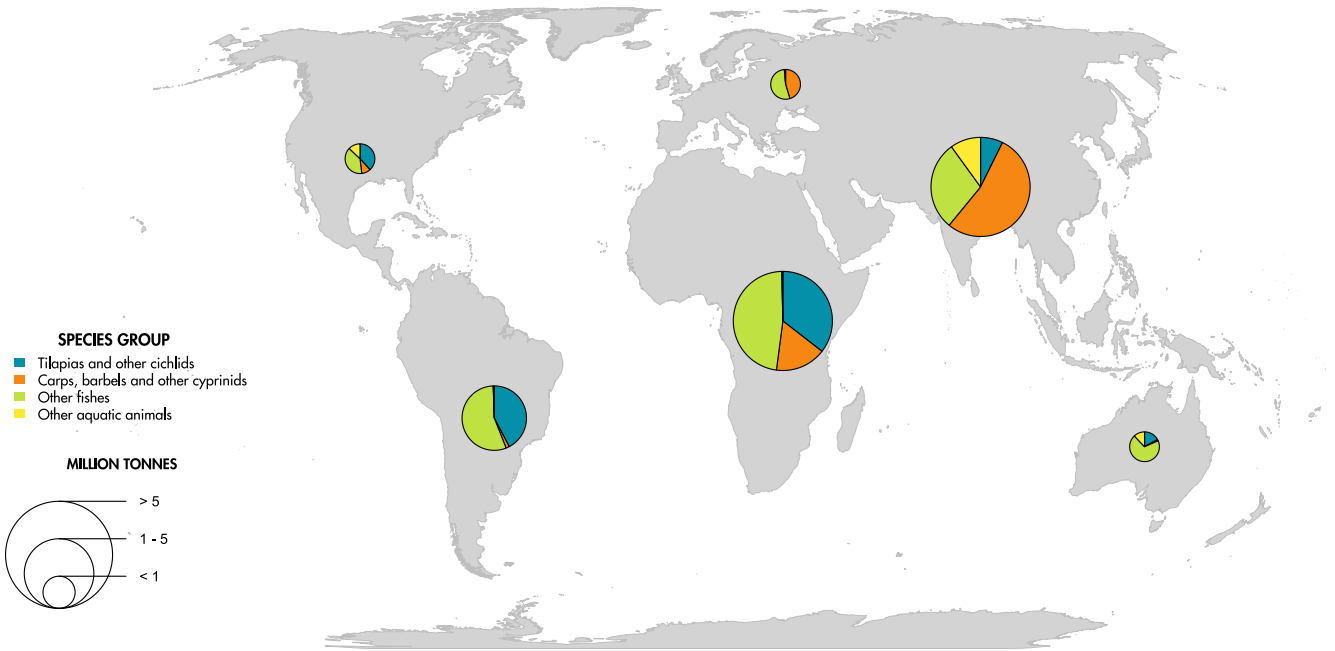 SPECIES GROUP
Tilapias and other cichlids
Carps, barbels and other cyprinids
Other fishes
Other aquatic animals
MILLION TONNES
> 5
1 - 5
< 1